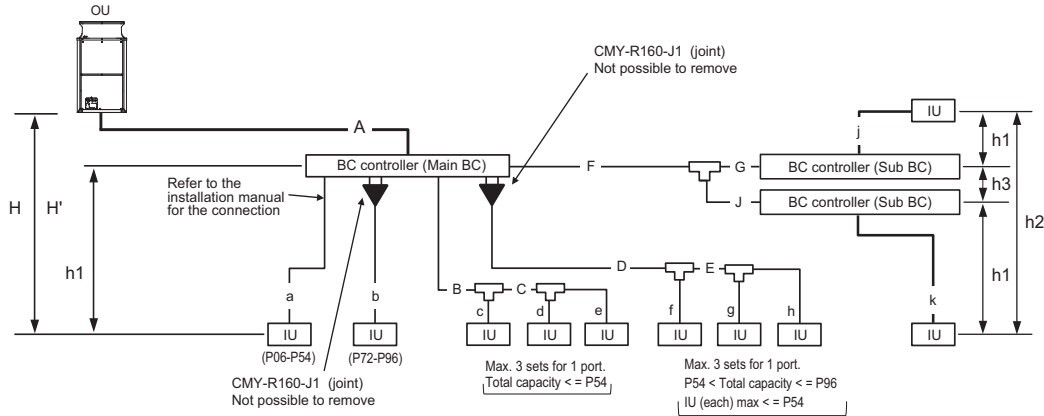 OU
CMY-R160-J1 (joint)
Not possible to remove
A
IU
j
h1
BC controller (Main BC)
F
G
BC controller (Sub BC)
h3
Refer to the
installation manual
for the connection
J
BC controller (Sub BC)
H
H'
h2
h1
h1
D
E
B
C
a
b
c
d
e
f
g
h
k
IU
IU
IU
IU
IU
IU
IU
IU
IU
(P06-P54)
(P72-P96)
Max. 3 sets for 1 port.
Total capacity < = P54
Max. 3 sets for 1 port.
P54 < Total capacity < = P96
IU (each) max < = P54
CMY-R160-J1 (joint)
Not possible to remove